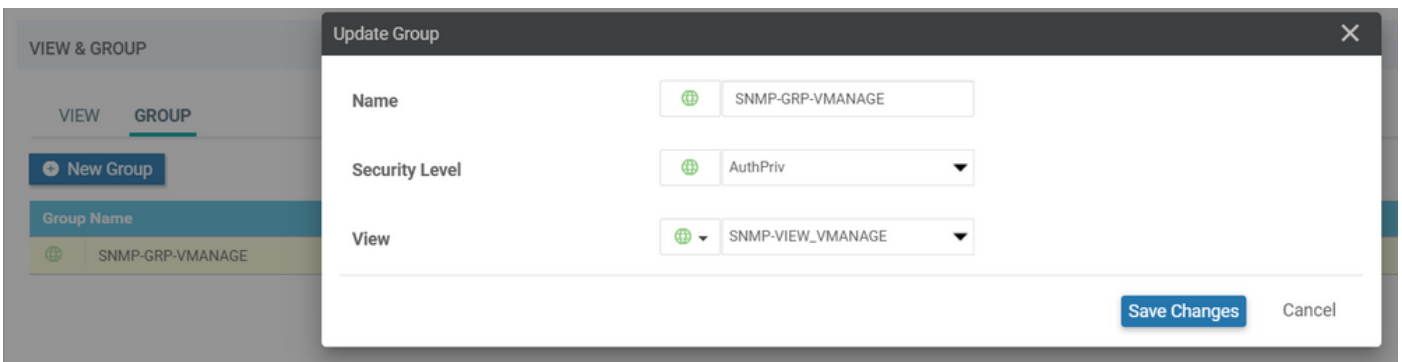 VIEW & GROUP
VIEW GROUP
New Group
Group Name
SNMP-GRP-VMANAGE
Update Group
Name SNMP-GRP-VMANAGE
Security Level AuthPriv
View SNMP-VIEW_VMANAGE
Save Changes Cancel